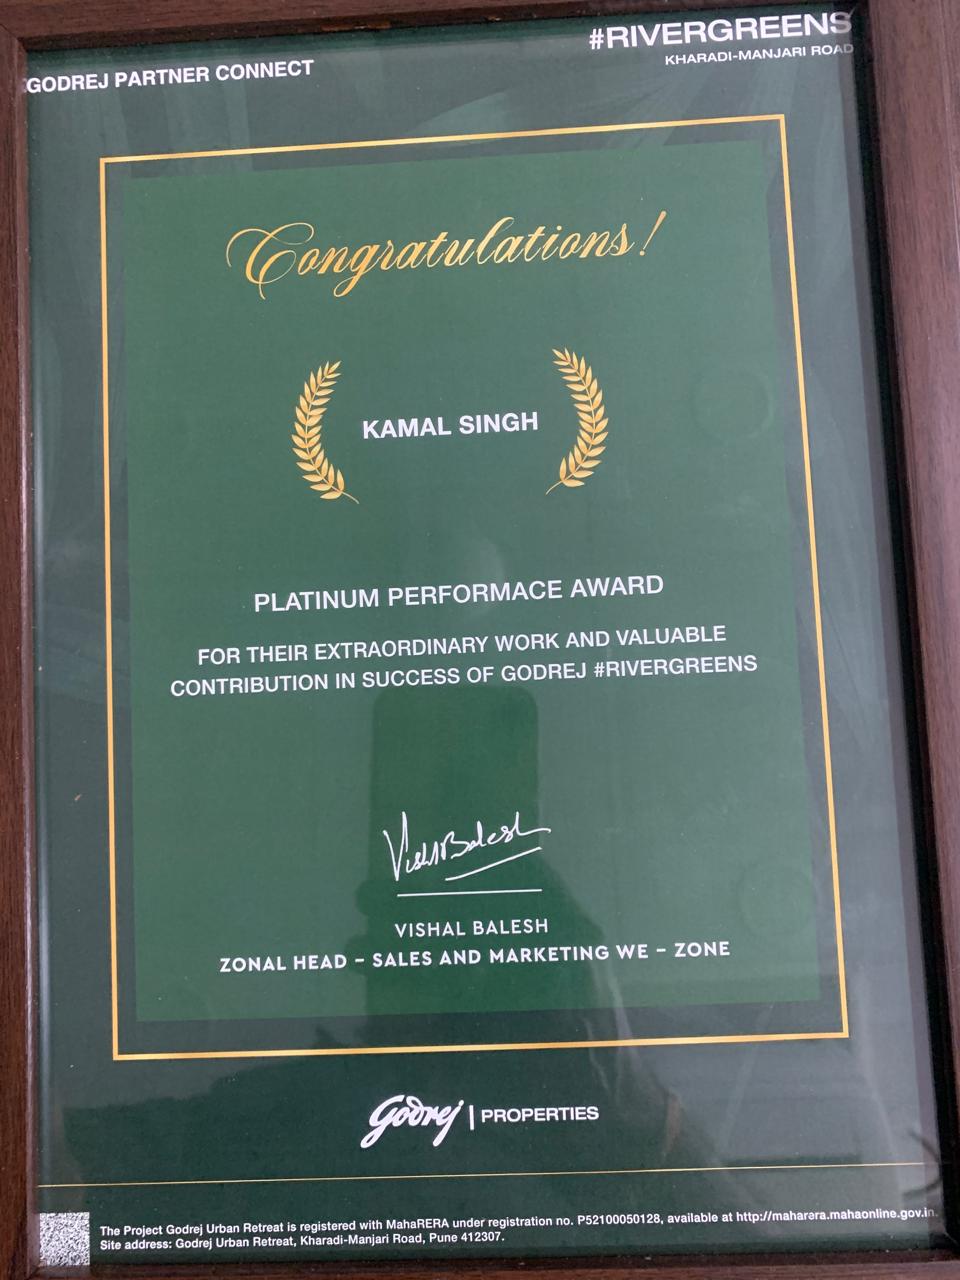 GODREJ PARTNER CONNECT
#RIVERGREENS
KHARADI-MANJARI ROAD
Congratulations!
KAMAL SINGH
PLATINUM PERFORMACE AWARD
FOR THEIR EXTRAORDINARY WORK AND VALUABLE
CONTRIBUTION IN SUCCESS OF GODREJ #RIVERGREENS
VishalBalesh
VISHAL BALESH
ZONAL HEAD – SALES AND MARKETING WE – ZONE
Godrej | PROPERTIES
The Project Godrej Urban Retreat is registered with MahaRERA under registration no. P52100050128, available at http://maharera.mahaonline.gov.in.
Site address: Godrej Urban Retreat, Kharadi-Manjari Road, Pune 412307.